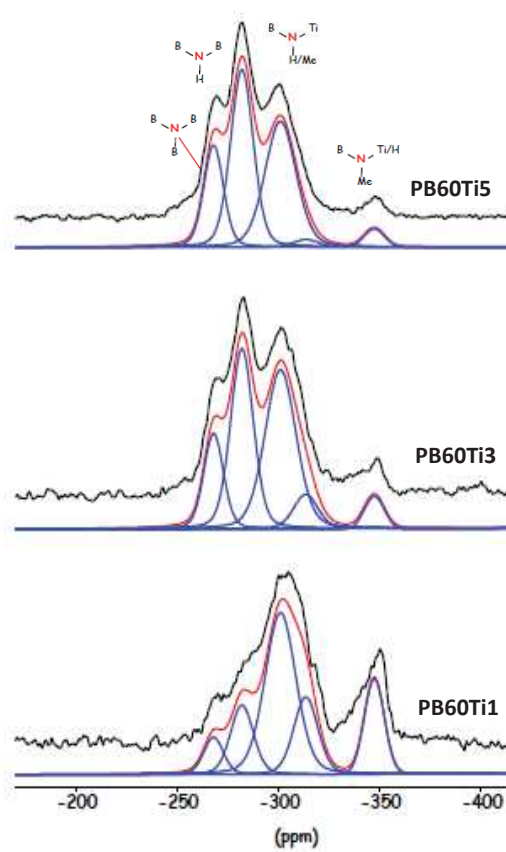 B B
N
H
B Ti
N
H/Me
B B
N
B
B Ti/H
N
Me
PB60Ti5
PB60Ti3
PB60Ti1
-200 -250 -300 -350 -400
(ppm)